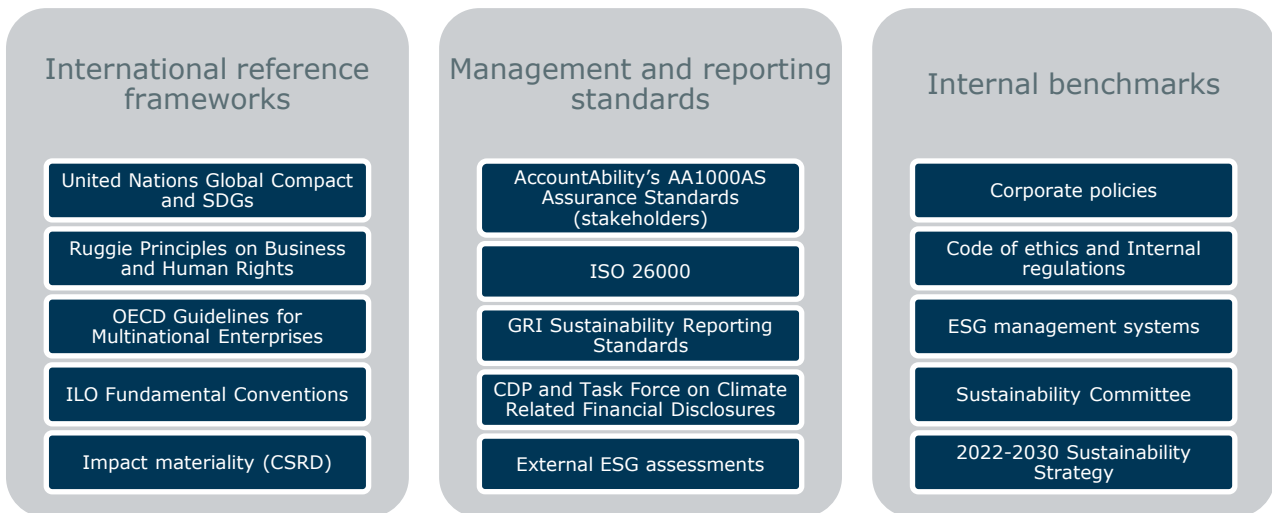 International reference
frameworks
United Nations Global Compact
and SDGs
Ruggie Principles on Business
and Human Rights
OECD Guidelines for
Multinational Enterprises
ILO Fundamental Conventions
Impact materiality (CSRD)
Management and reporting
standards
AccountAbility’s AA1000AS
Assurance Standards
(stakeholders)
ISO 26000
GRI Sustainability Reporting
Standards
CDP and Task Force on Climate
Related Financial Disclosures
External ESG assessments
Internal benchmarks
Corporate policies
Code of ethics and Internal
regulations
ESG management systems
Sustainability Committee
2022-2030 Sustainability
Strategy